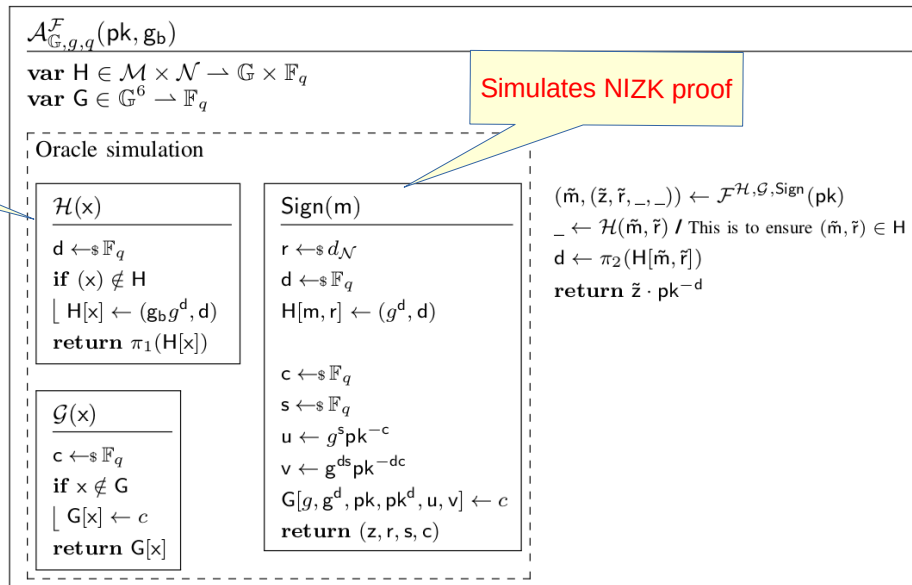 𝒜^ℱ_{𝔾,g,q}(pk, g_b)
var H ∈ ℳ × 𝒩 ⇀ 𝔾 × 𝔽_q
var G ∈ 𝔾^6 ⇀ 𝔽_q
Simulates NIZK proof
Oracle simulation
ℋ(x)
d ←$ 𝔽_q
if (x) ∉ H
⌊ H[x] ← (g_b g^d, d)
return π_1(H[x])
𝒢(x)
c ←$ 𝔽_q
if x ∉ G
⌊ G[x] ← c
return G[x]
Sign(m)
r ←$ d_𝒩
d ←$ 𝔽_q
H[m, r] ← (g^d, d)
c ←$ 𝔽_q
s ←$ 𝔽_q
u ← g^s pk^{−c}
v ← g^{ds} pk^{−dc}
G[g, g^d, pk, pk^d, u, v] ← c
return (z, r, s, c)
(m̃, (z̃, r̃, _, _)) ← ℱ^{ℋ,𝒢,Sign}(pk)
_ ← ℋ(m̃, r̃) / This is to ensure (m̃, r̃) ∈ H
d ← π_2(H[m̃, r̃])
return z̃ · pk^{−d}